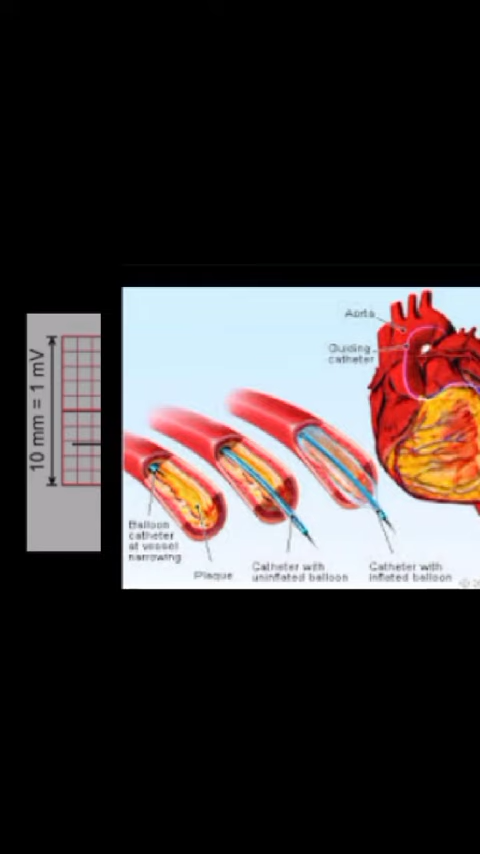 10 mm = 1 mV
Aorta
Guiding
catheter
Balloon
catheter
at vessel
narrowing
Plaque
Catheter with
uninflated balloon
Catheter with
inflated balloon
©